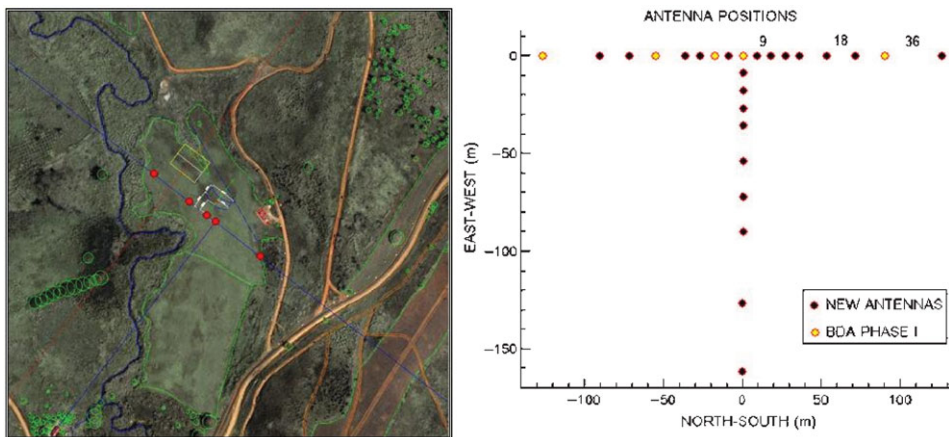 ANTENNA POSITIONS
9 18 36
0
−50
−100
−150
EAST-WEST (m)
NEW ANTENNAS
BDA PHASE I
−100 −50 0 50 100
NORTH-SOUTH (m)